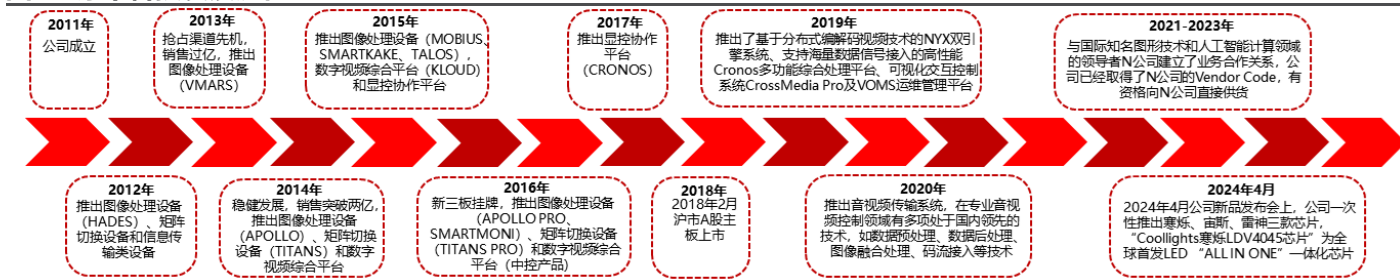 2011年
公司成立
2013年
抢占渠道先机，
销售过亿，推出
图像处理设备
(VMARS)
2015年
推出图像处理设备（MOBIUS、
SMARTKAKE、TALOS），
数字视频综合平台（KLOUD)
和显控协作平台
2017年
推出显控协作
平台
(CRONOS)
2019年
推出了基于分布式编解码视频技术的NYX双引
擎系统、支持海量数据信号接入的高性能
Cronos多功能综合处理平台、可视化交互控制
系统CrossMedia Pro及VOMS运维管理平台
2021-2023年
与国际知名图形技术和人工智能计算领域
的领导者N公司建立了业务合作关系，公
司已经取得了N公司的Vendor Code，有
资格向N公司直接供货
2012年
推出图像处理设备
(HADES）、矩阵
切换设备和信息传
输类设备
2014年
稳健发展，销售突破两亿，
推出图像处理设备
(APOLLO）、矩阵切换
设备（TITANS）和数字
视频综合平台
2016年
新三板挂牌，推出图像处理设备
(APOLLO PRO、
SMARTMONI）、矩阵切换设备
(TITANS PRO）和数字视频综合
平台（中控产品)
2018年
2018年2月
沪市A股主
板上市
2020年
推出音视频传输系统，在专业音视
频控制领域有多项处于国内领先的
技术，如数据预处理、数据后处理、
图像融合处理、码流接入等技术
2024年4月
2024年4月公司新品发布会上，公司一次
性推出寒烁、宙斯、雷神三款芯片，
“Coollights寒烁LDV4045芯片”为全
球首发LED “ALL IN ONE”一体化芯片